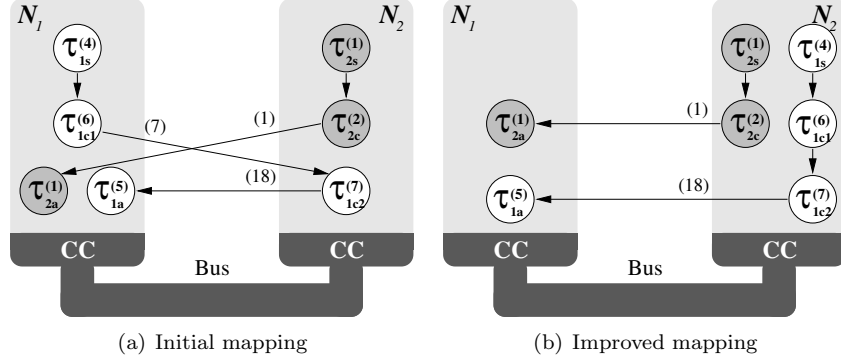 N₁ N₂
τ₁ₛ⁽⁴⁾ τ₂ₛ⁽¹⁾
τ₁c₁⁽⁶⁾ (7) (1) τ₂c⁽²⁾
τ₂ₐ⁽¹⁾ τ₁ₐ⁽⁵⁾ (18) τ₁c₂⁽⁷⁾
CC CC
Bus
(a) Initial mapping
N₁ N₂
τ₂ₛ⁽¹⁾ τ₁ₛ⁽⁴⁾
τ₂ₐ⁽¹⁾ (1) τ₂c⁽²⁾ τ₁c₁⁽⁶⁾
τ₁ₐ⁽⁵⁾ (18) τ₁c₂⁽⁷⁾
CC CC
Bus
(b) Improved mapping